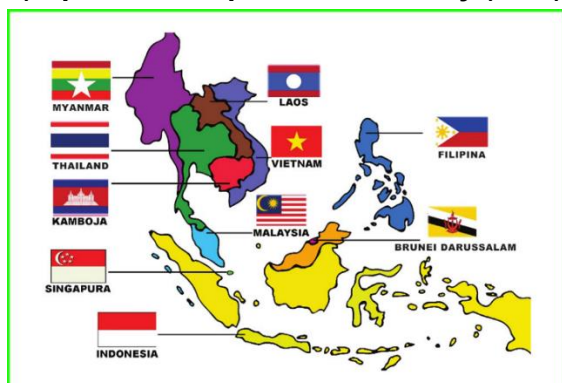 MYANMAR
LAOS
THAILAND
VIETNAM
FILIPINA
KAMBOJA
MALAYSIA
BRUNEI DARUSSALAM
SINGAPURA
INDONESIA